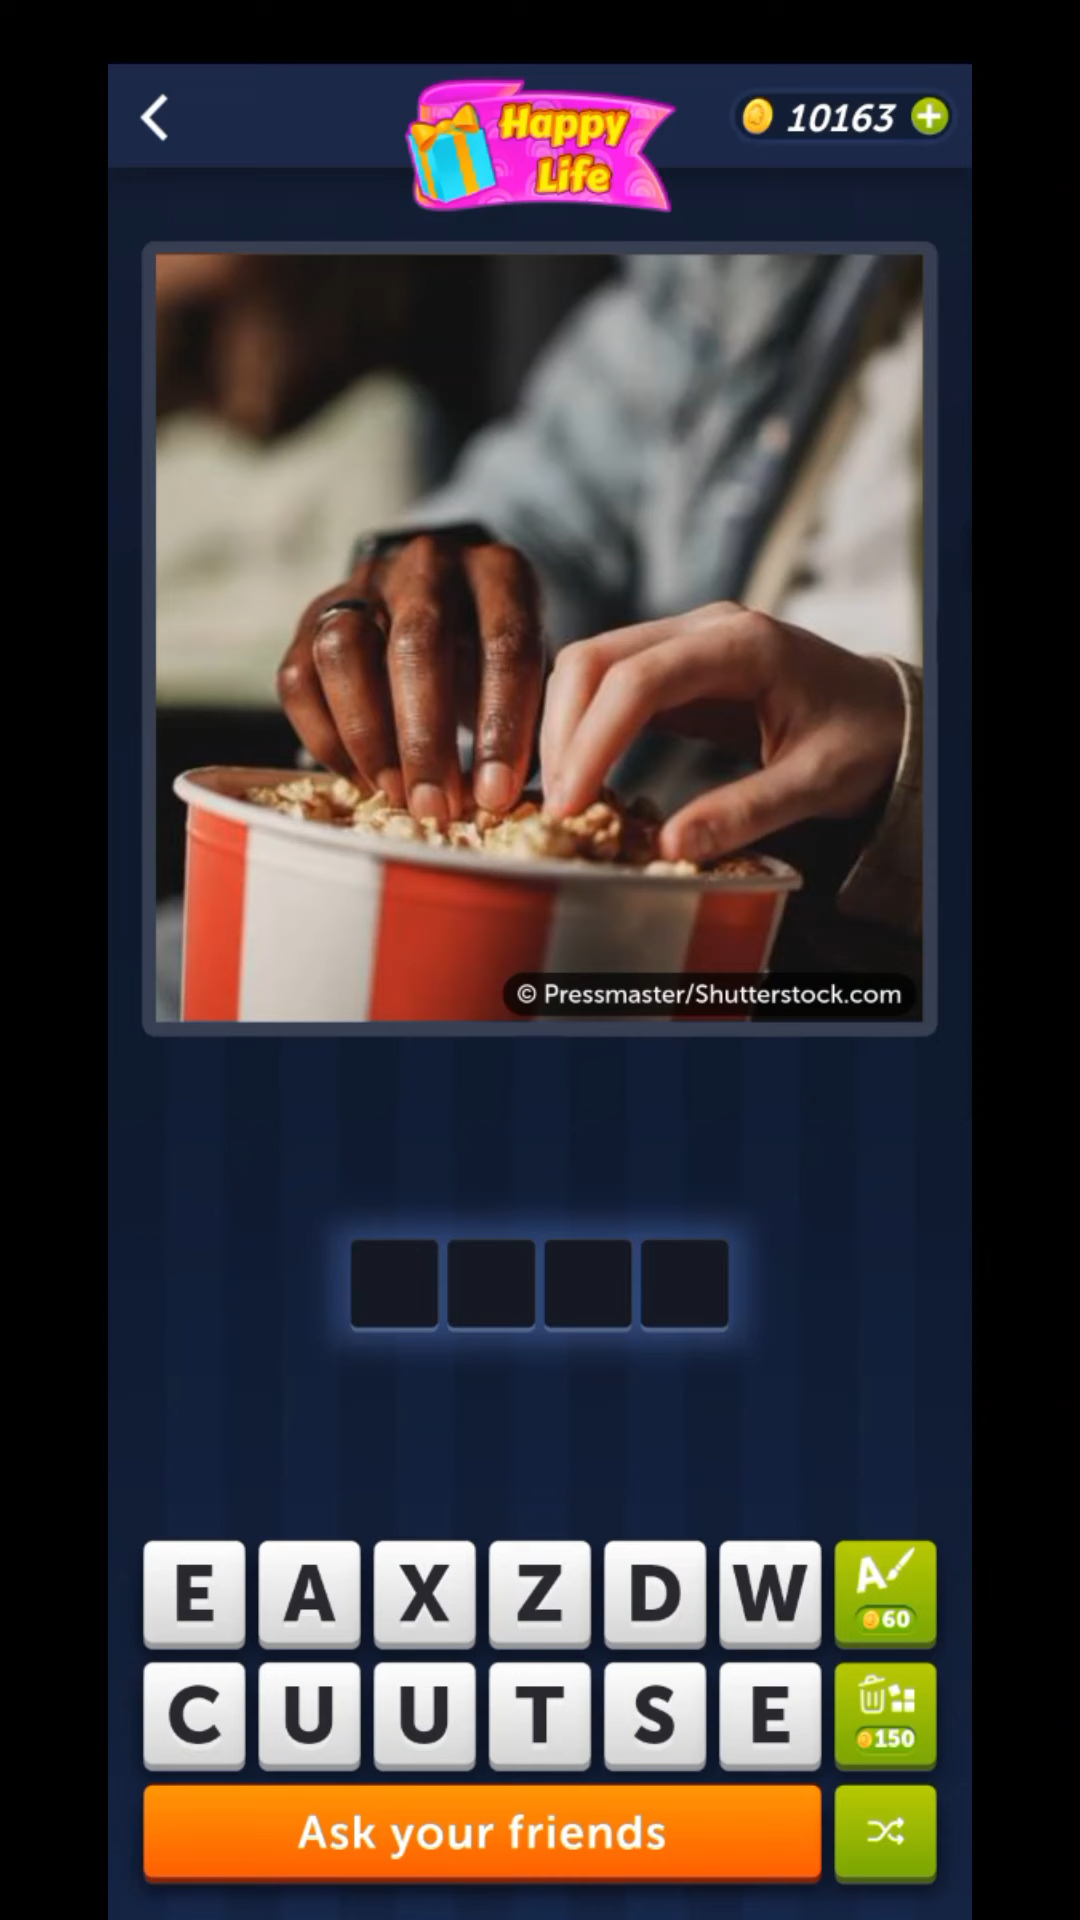 Happy
Life
10163
© Pressmaster/Shutterstock.com
E A X Z D W A
60
C U U T S E
150
Ask your friends